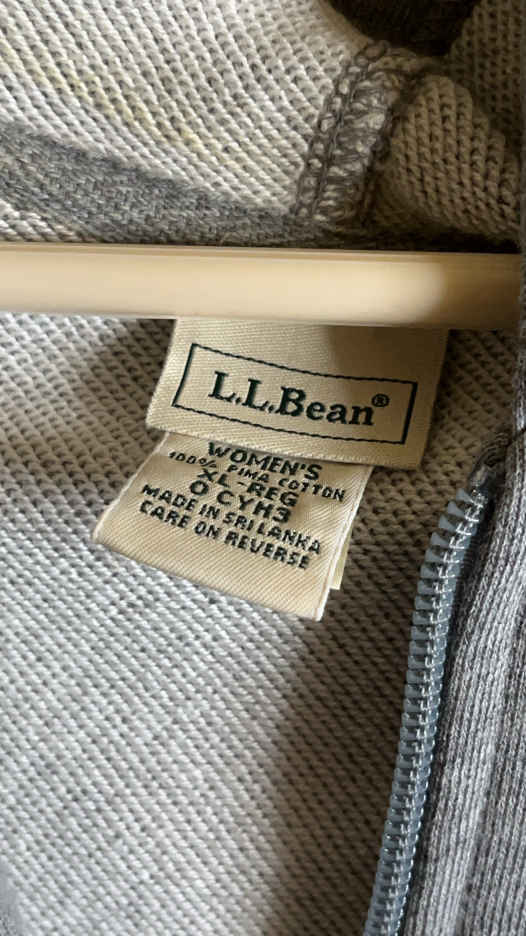 L.L.Bean®
WOMEN'S
100% PIMA COTTON
XL-REG
0 CYH3
MADE IN SRI LANKA
CARE ON REVERSE